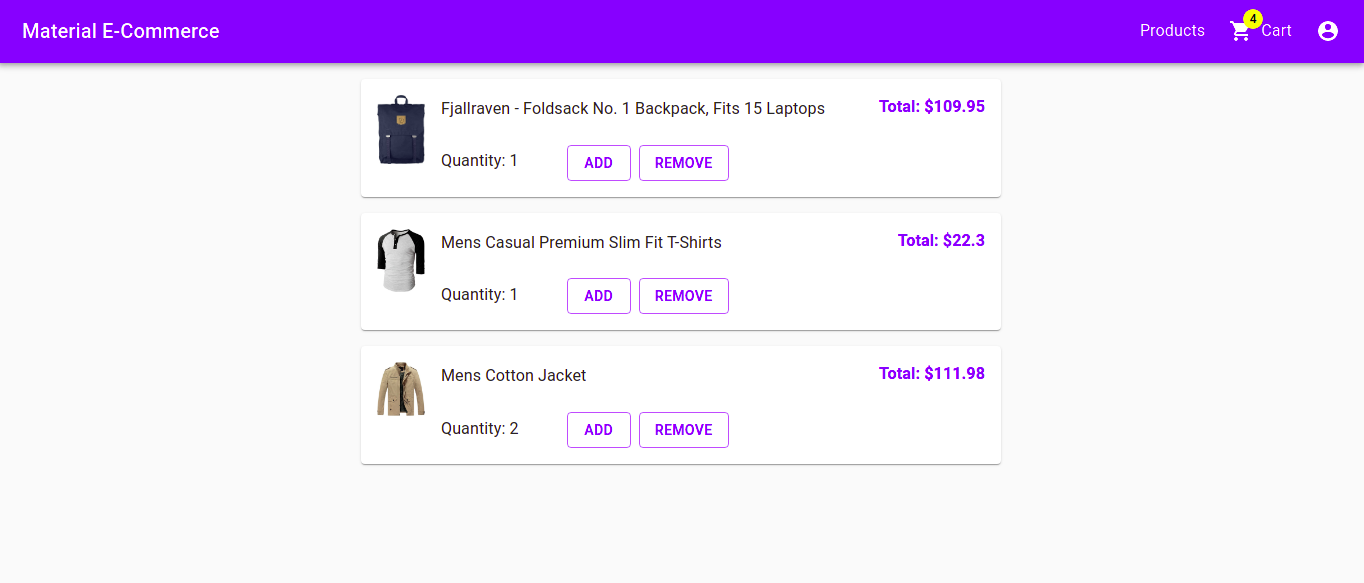 Material E-Commerce
Products
4
Cart
Fjallraven - Foldsack No. 1 Backpack, Fits 15 Laptops
Total: $109.95
Quantity: 1
ADD
REMOVE
Mens Casual Premium Slim Fit T-Shirts
Total: $22.3
Quantity: 1
ADD
REMOVE
Mens Cotton Jacket
Total: $111.98
Quantity: 2
ADD
REMOVE